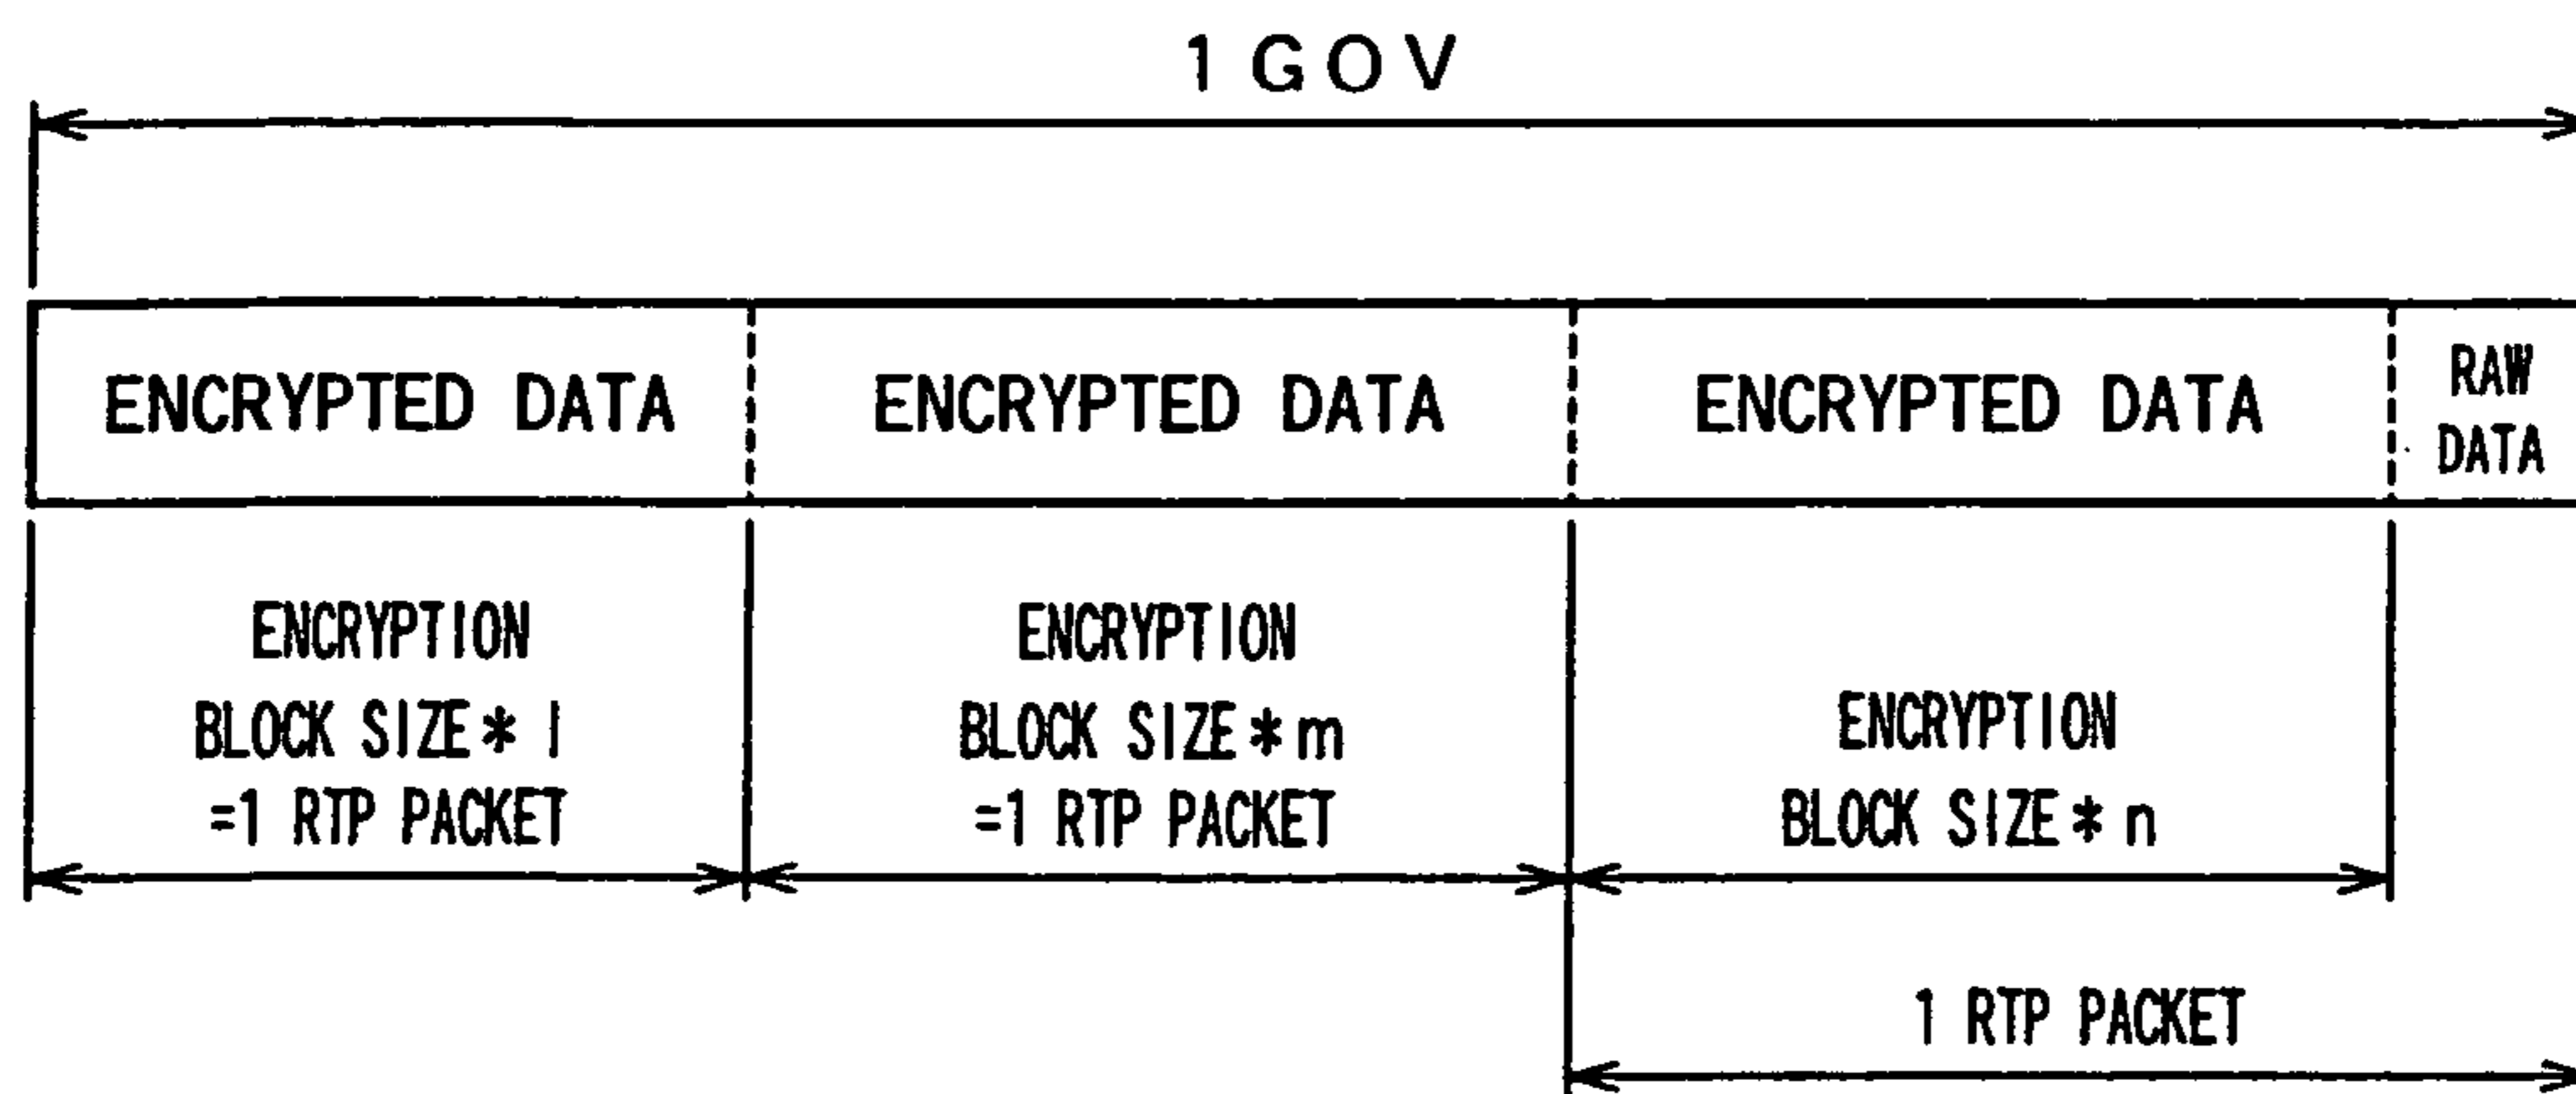 1 GOV
ENCRYPTED DATA
ENCRYPTED DATA
ENCRYPTED DATA
RAW
DATA
ENCRYPTION
BLOCK SIZE * l
=1 RTP PACKET
ENCRYPTION
BLOCK SIZE * m
=1 RTP PACKET
ENCRYPTION
BLOCK SIZE * n
1 RTP PACKET